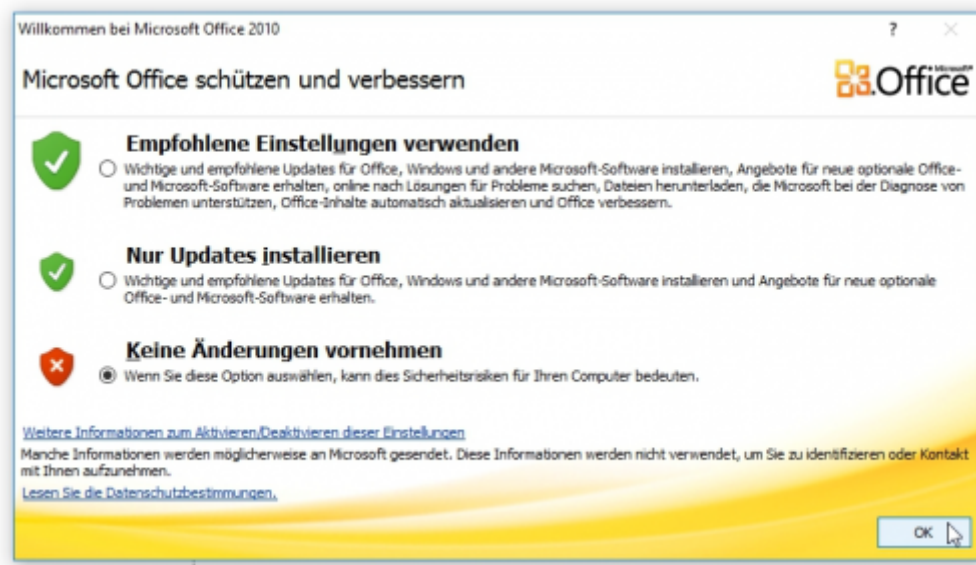 Willkommen bei Microsoft Office 2010
?
Microsoft Office schützen und verbessern
Microsoft®
Office
Empfohlene Einstellungen verwenden
Wichtige und empfohlene Updates für Office, Windows und andere Microsoft-Software installieren, Angebote für neue optionale Office-
und Microsoft-Software erhalten, online nach Lösungen für Probleme suchen, Dateien herunterladen, die Microsoft bei der Diagnose von
Problemen unterstützen, Office-Inhalte automatisch aktualisieren und Office verbessern.
Nur Updates installieren
Wichtige und empfohlene Updates für Office, Windows und andere Microsoft-Software installieren und Angebote für neue optionale
Office- und Microsoft-Software erhalten.
Keine Änderungen vornehmen
Wenn Sie diese Option auswählen, kann dies Sicherheitsrisiken für Ihren Computer bedeuten.
Weitere Informationen zum Aktivieren/Deaktivieren dieser Einstellungen
Manche Informationen werden möglicherweise an Microsoft gesendet. Diese Informationen werden nicht verwendet, um Sie zu identifizieren oder Kontakt
mit Ihnen aufzunehmen.
Lesen Sie die Datenschutzbestimmungen.
OK